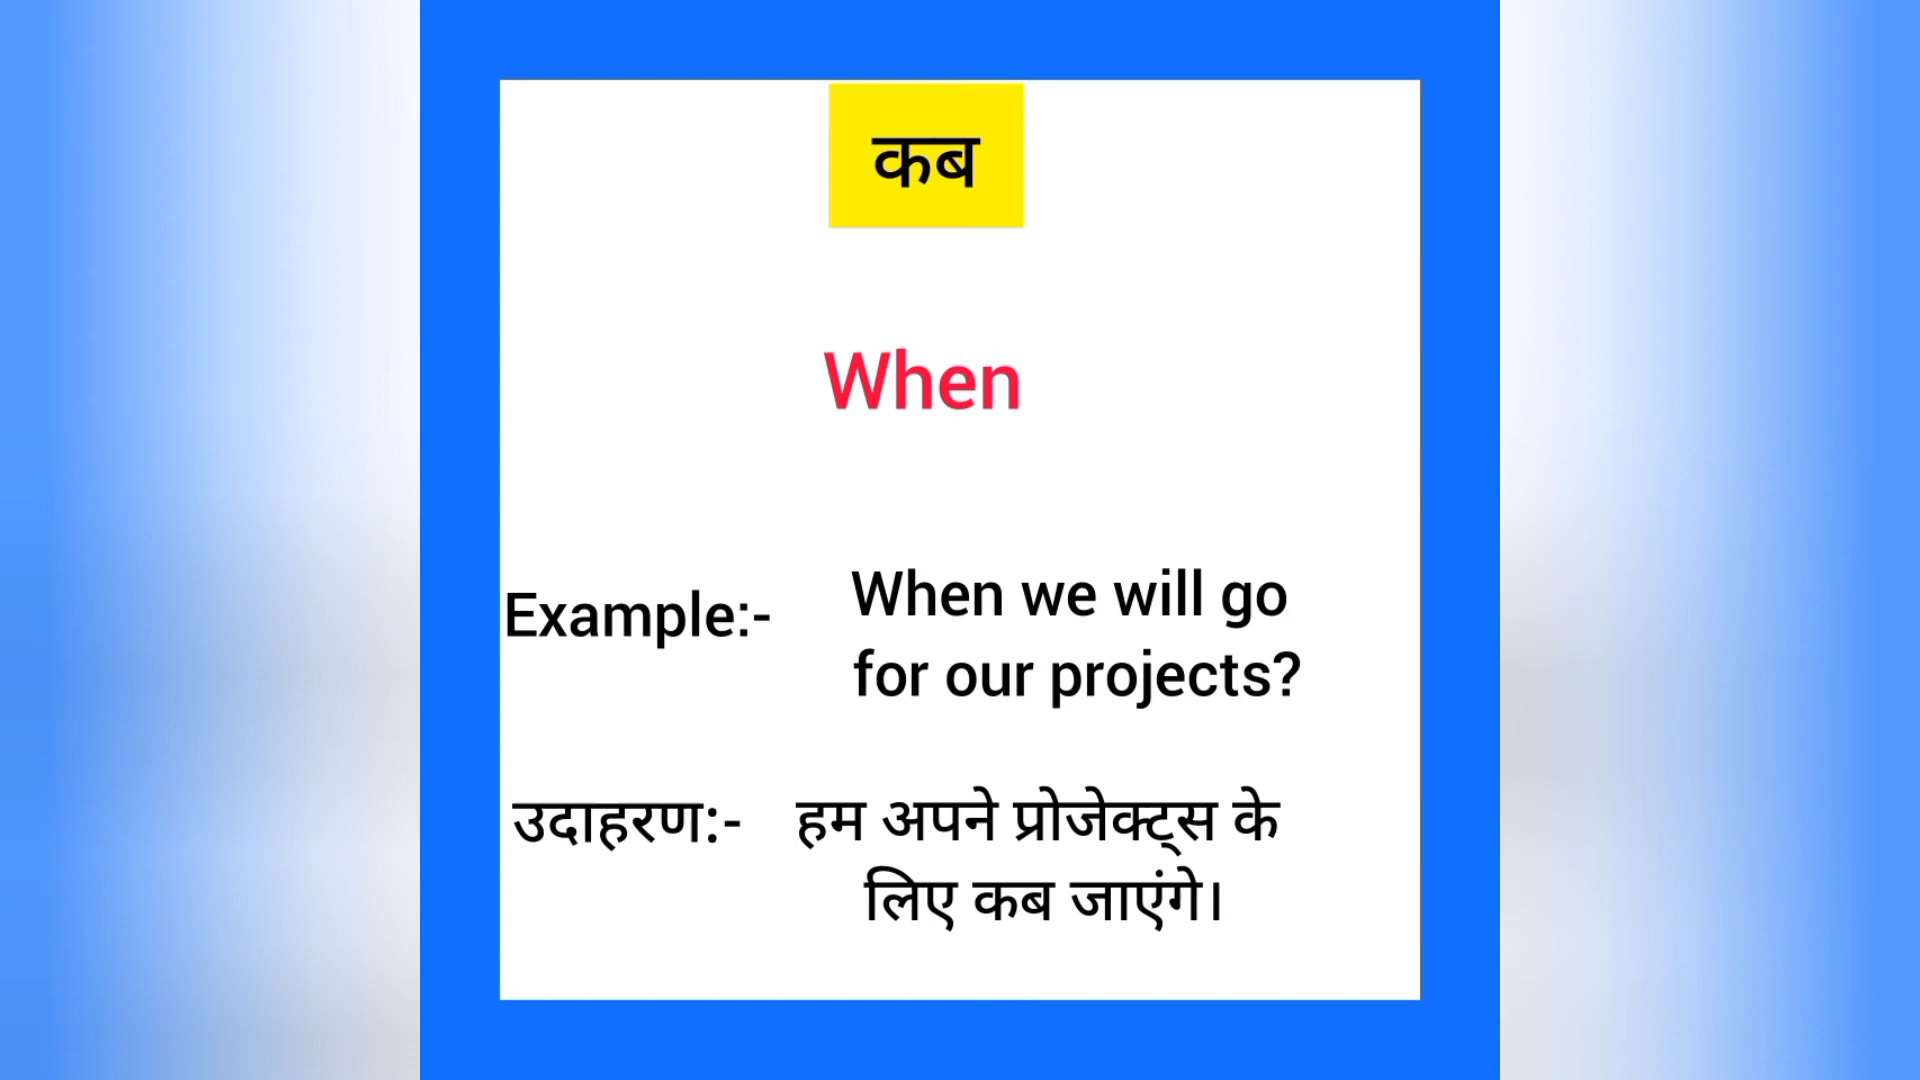 कब
When
Example:-
When we will go
for our projects?
उदाहरण:-
हम अपने प्रोजेक्ट्स के
लिए कब जाएंगे।